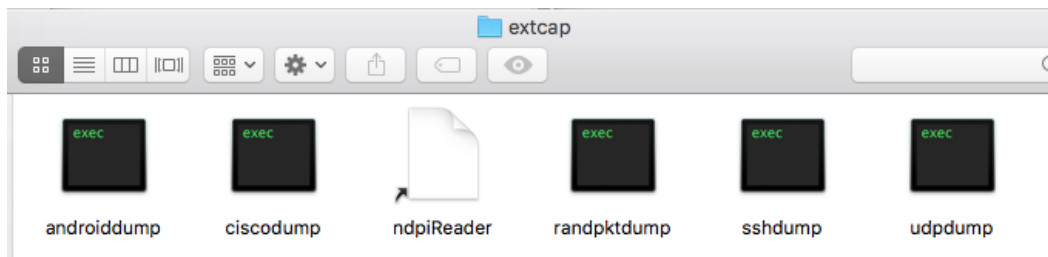 extcap
exec exec exec exec exec
androiddump ciscodump ndpiReader randpktdump sshdump udpdump